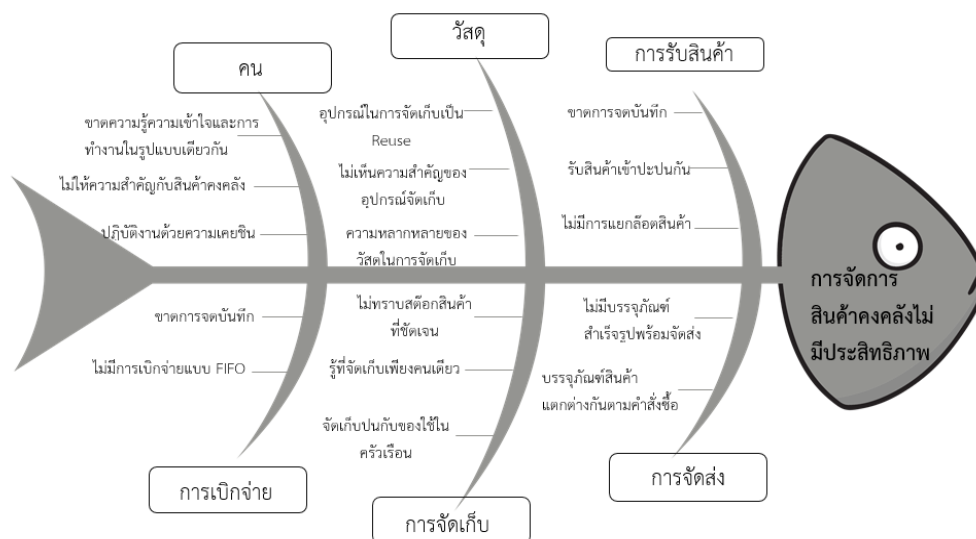 คน
ขาดความรู้ความเข้าใจและการ
ทำงานในรูปแบบเดียวกัน
ไม่ให้ความสำคัญกับสินค้าคงคลัง
ปฏิบัติงานด้วยความเคยชิน
วัสดุ
อุปกรณ์ในการจัดเก็บเป็น
Reuse
ไม่เห็นความสำคัญของ
อุปกรณ์จัดเก็บ
ความหลากหลายของ
วัสดุในการจัดเก็บ
การรับสินค้า
ขาดการจดบันทึก
รับสินค้าเข้าปะปนกัน
ไม่มีการแยกล๊อตสินค้า
การจัดการ
สินค้าคงคลังไม่
มีประสิทธิภาพ
ขาดการจดบันทึก
ไม่มีการเบิกจ่ายแบบ FIFO
การเบิกจ่าย
ไม่ทราบสต๊อกสินค้า
ที่ชัดเจน
รู้ที่จัดเก็บเพียงคนเดียว
จัดเก็บปนกับของใช้ใน
ครัวเรือน
การจัดเก็บ
ไม่มีบรรจุภัณฑ์
สำเร็จรูปพร้อมจัดส่ง
บรรจุภัณฑ์สินค้า
แตกต่างกันตามคำสั่งซื้อ
การจัดส่ง